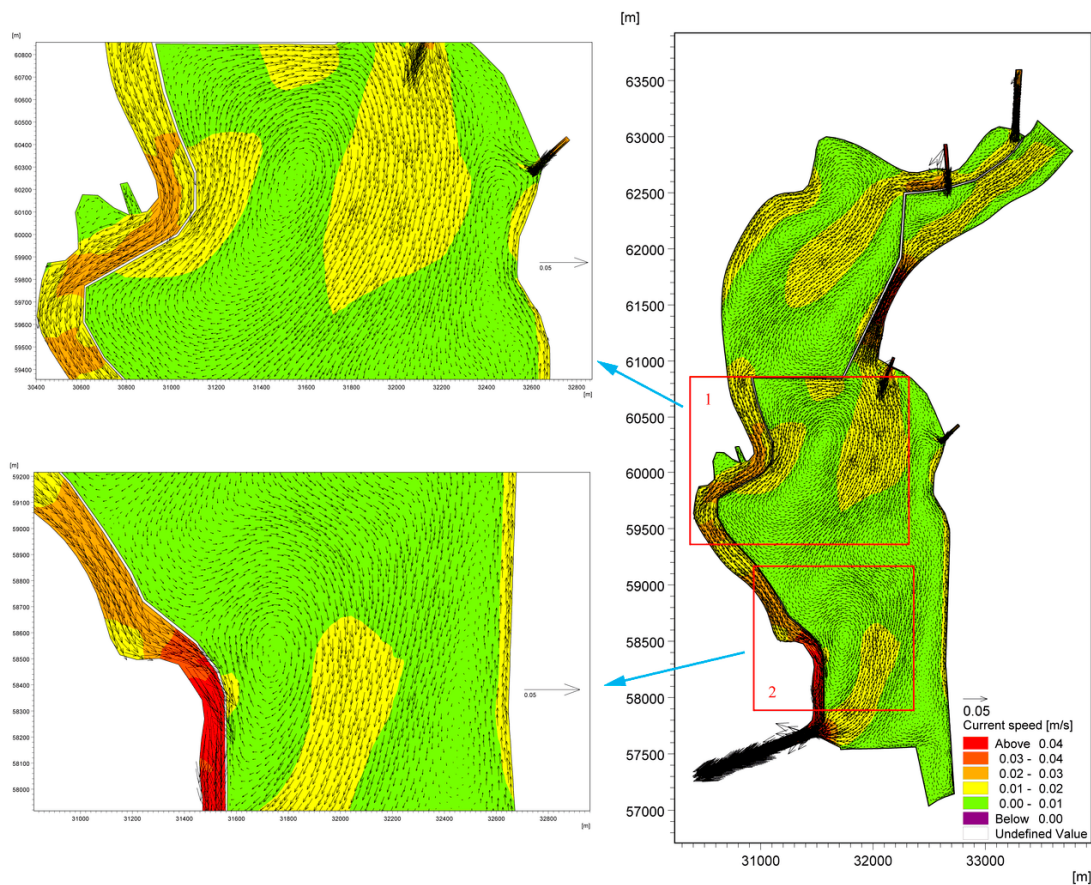 [m]
60800
60700
60600
60500
60400
60300
60200
60100
60000
59900
59800
59700
59600
59500
59400
0.05
30400 30600 30800 31000 31200 31400 31600 31800 32000 32200 32400 32600 32800
[m]
[m]
59200
59100
59000
58900
58800
58700
58600
58500
58400
58300
58200
58100
58000
0.05
31000 31200 31400 31600 31800 32000 32200 32400 32600 32800
[m]
[m]
63500
63000
62500
62000
61500
61000
60500
60000
59500
59000
58500
58000
57500
57000
1
2
0.05
Current speed [m/s]
Above 0.04
0.03 - 0.04
0.02 - 0.03
0.01 - 0.02
0.00 - 0.01
Below 0.00
Undefined Value
31000 32000 33000
[m]